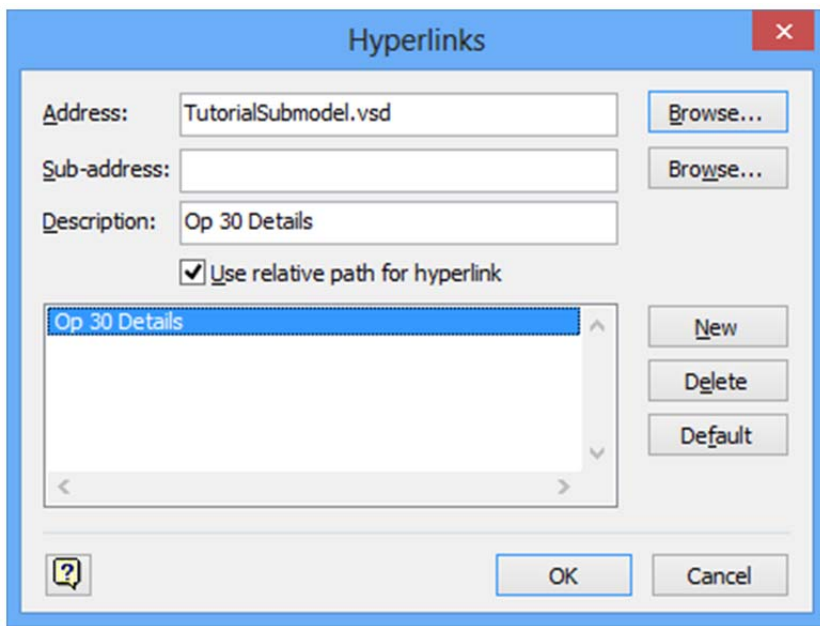 Hyperlinks
Address: TutorialSubmodel.vsd Browse...
Sub-address: Browse...
Description: Op 30 Details
Use relative path for hyperlink
Op 30 Details
New
Delete
Default
OK Cancel